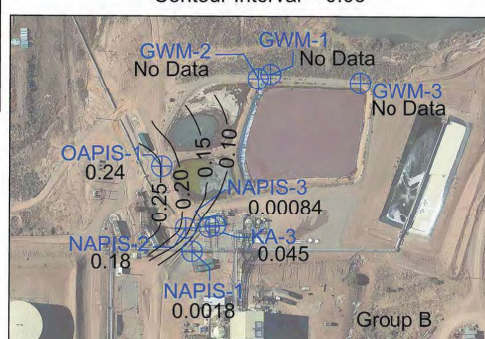 Contour Interval = 0.05
GWM-2
No Data
GWM-1
No Data
GWM-3
No Data
OAPIS-1
0.24
0.25
0.20
0.15
0.10
NAPIS-3
0.00084
NAPIS-2
0.18
KA-3
0.045
NAPIS-1
0.0018
Group B